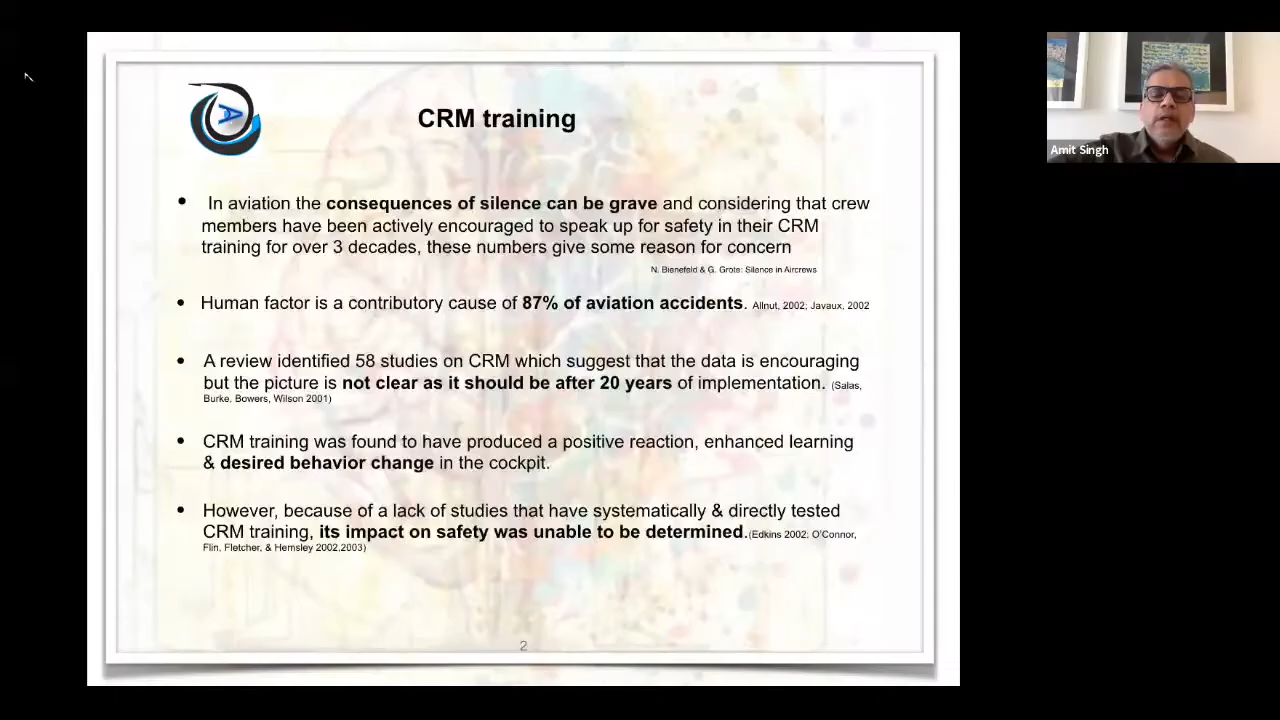 CRM training
• In aviation the consequences of silence can be grave and considering that crew
members have been actively encouraged to speak up for safety in their CRM
training for over 3 decades, these numbers give some reason for concern
N. Bienefeld & G. Grote: Silence in Aircrews
• Human factor is a contributory cause of 87% of aviation accidents. Allnut, 2002; Javaux, 2002
• A review identified 58 studies on CRM which suggest that the data is encouraging
but the picture is not clear as it should be after 20 years of implementation. (Salas,
Burke, Bowers, Wilson 2001)
• CRM training was found to have produced a positive reaction, enhanced learning
& desired behavior change in the cockpit.
• However, because of a lack of studies that have systematically & directly tested
CRM training, its impact on safety was unable to be determined.(Edkins 2002; O'Connor,
Flin, Fletcher, & Hemsley 2002,2003)
2
Amit Singh